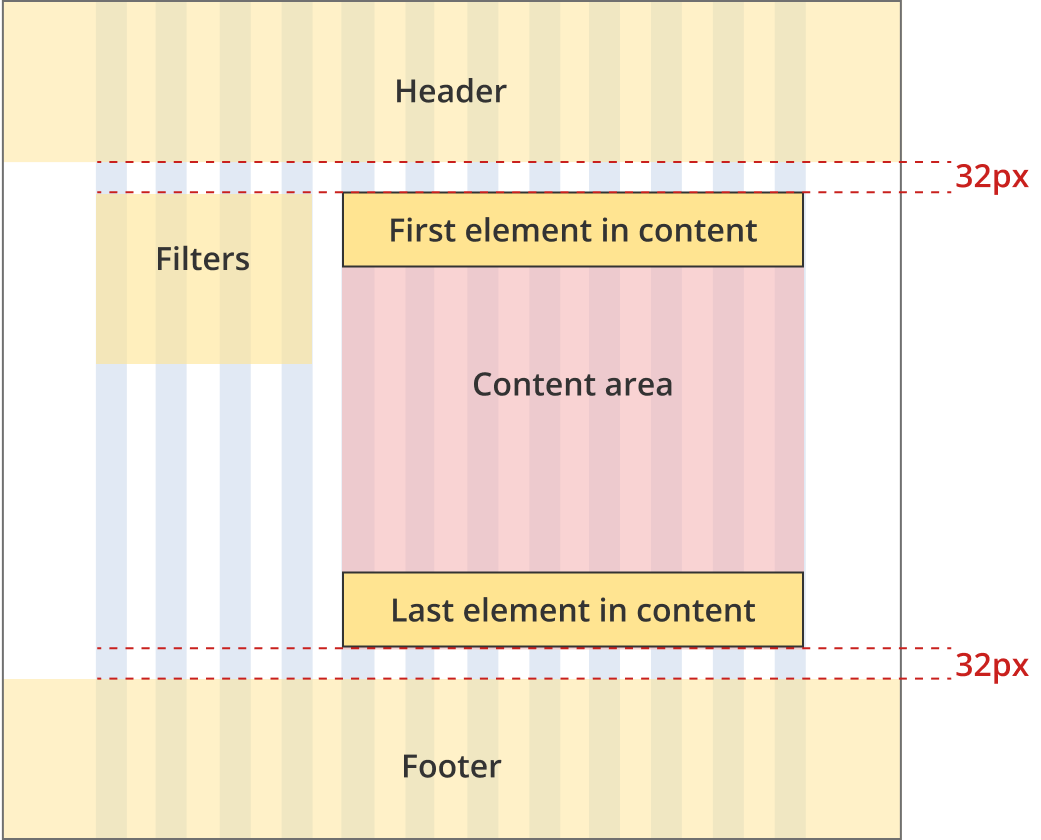 Header
32px
First element in content
Filters
Content area
Last element in content
32px
Footer